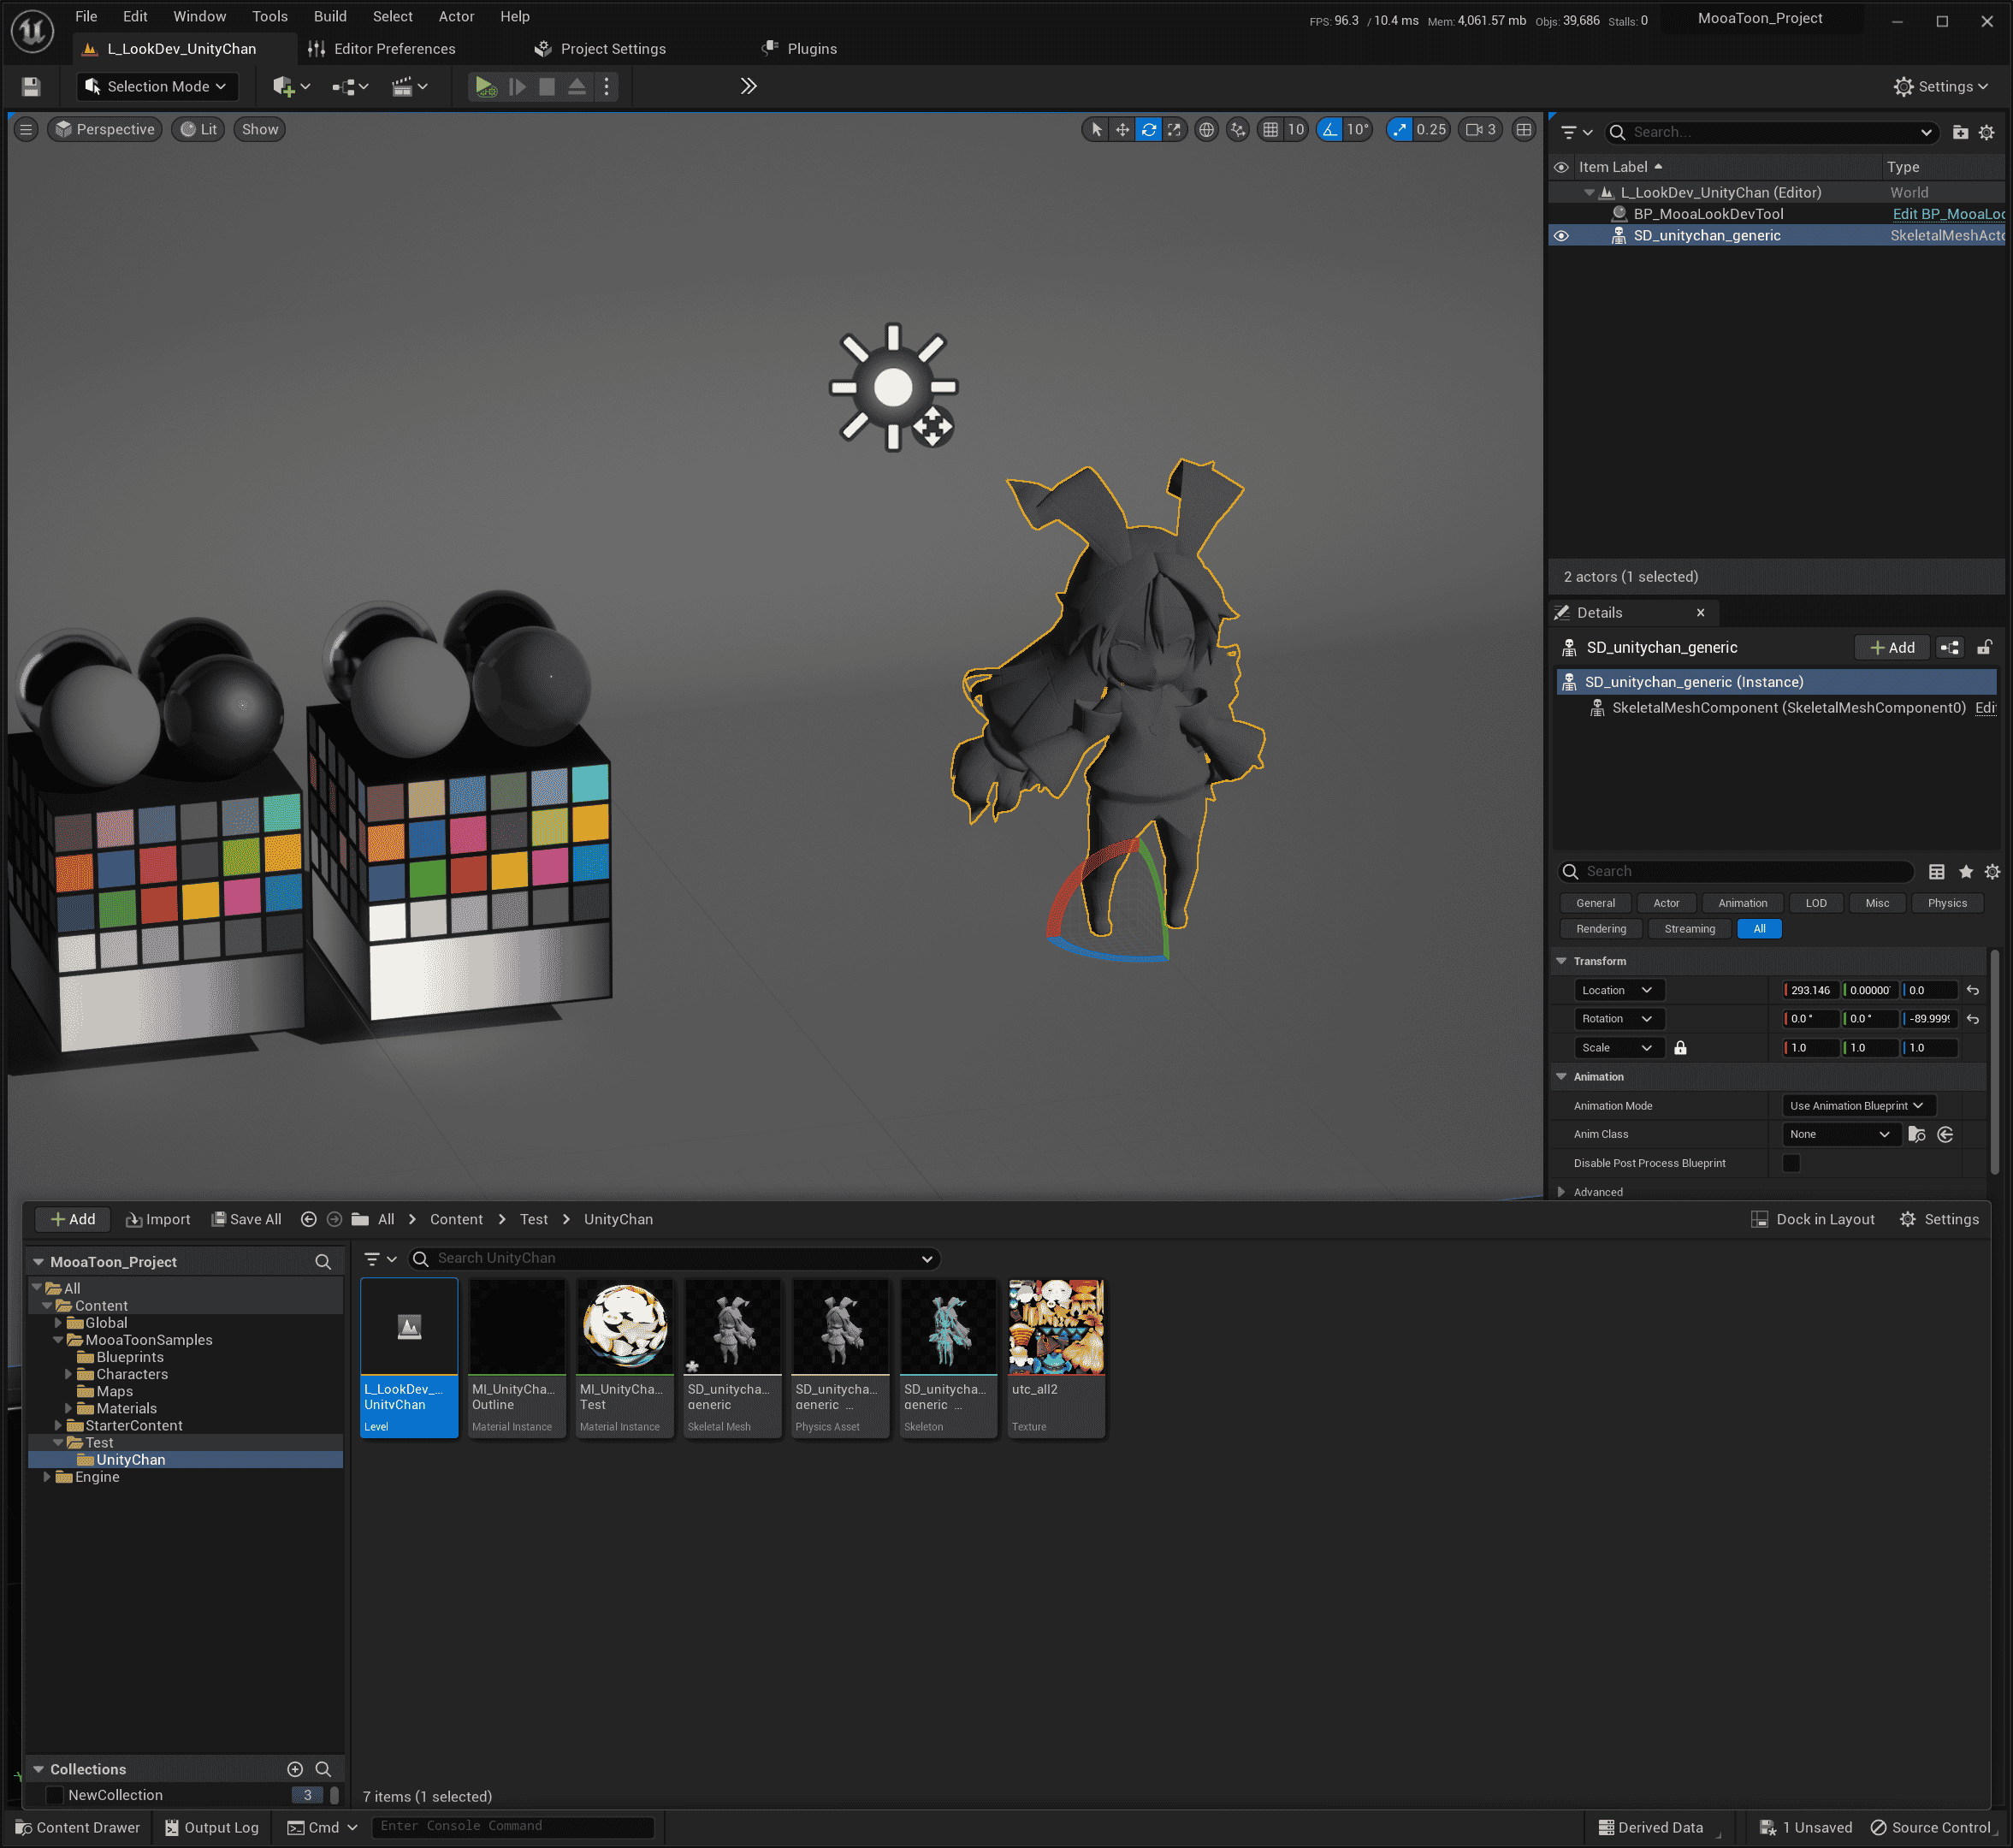 File Edit Window Tools Build Select Actor Help
FPS: 96.3 / 10.4 ms Mem: 4,061.57 mb Objs: 39,686 Stalls: 0
MooaToon_Project
L_LookDev_UnityChan
Editor Preferences
Project Settings
Plugins
Selection Mode
Settings
Perspective
Lit
Show
10
10°
0.25
3
Search...
Item Label
Type
L_LookDev_UnityChan (Editor)
World
BP_MooaLookDevTool
Edit BP_MooaLoo
SD_unitychan_generic
SkeletalMeshActo
2 actors (1 selected)
Details
SD_unitychan_generic
Add
SD_unitychan_generic (Instance)
SkeletalMeshComponent (SkeletalMeshComponent0)
Edi
Search
General
Actor
Animation
LOD
Misc
Physics
Rendering
Streaming
All
Transform
Location
293.146
0.00000
0.0
Rotation
0.0 °
0.0 °
-89.999
Scale
1.0
1.0
1.0
Animation
Animation Mode
Use Animation Blueprint
Anim Class
None
Disable Post Process Blueprint
Advanced
Add
Import
Save All
All
Content
Test
UnityChan
Dock in Layout
Settings
MooaToon_Project
All
Content
Global
MooaToonSamples
Blueprints
Characters
Maps
Materials
StarterContent
Test
UnityChan
Engine
Search UnityChan
L_LookDev_...
UnityChan
Level
MI_UnityCha...
Outline
Material Instance
MI_UnityCha...
Test
Material Instance
SD_unitycha...
generic
Skeletal Mesh
SD_unitycha...
generic_...
Physics Asset
SD_unitycha...
generic_...
Skeleton
utc_all2
Texture
Collections
NewCollection
3
7 items (1 selected)
Content Drawer
Output Log
Cmd
Enter Console Command
Derived Data
1 Unsaved
Source Control